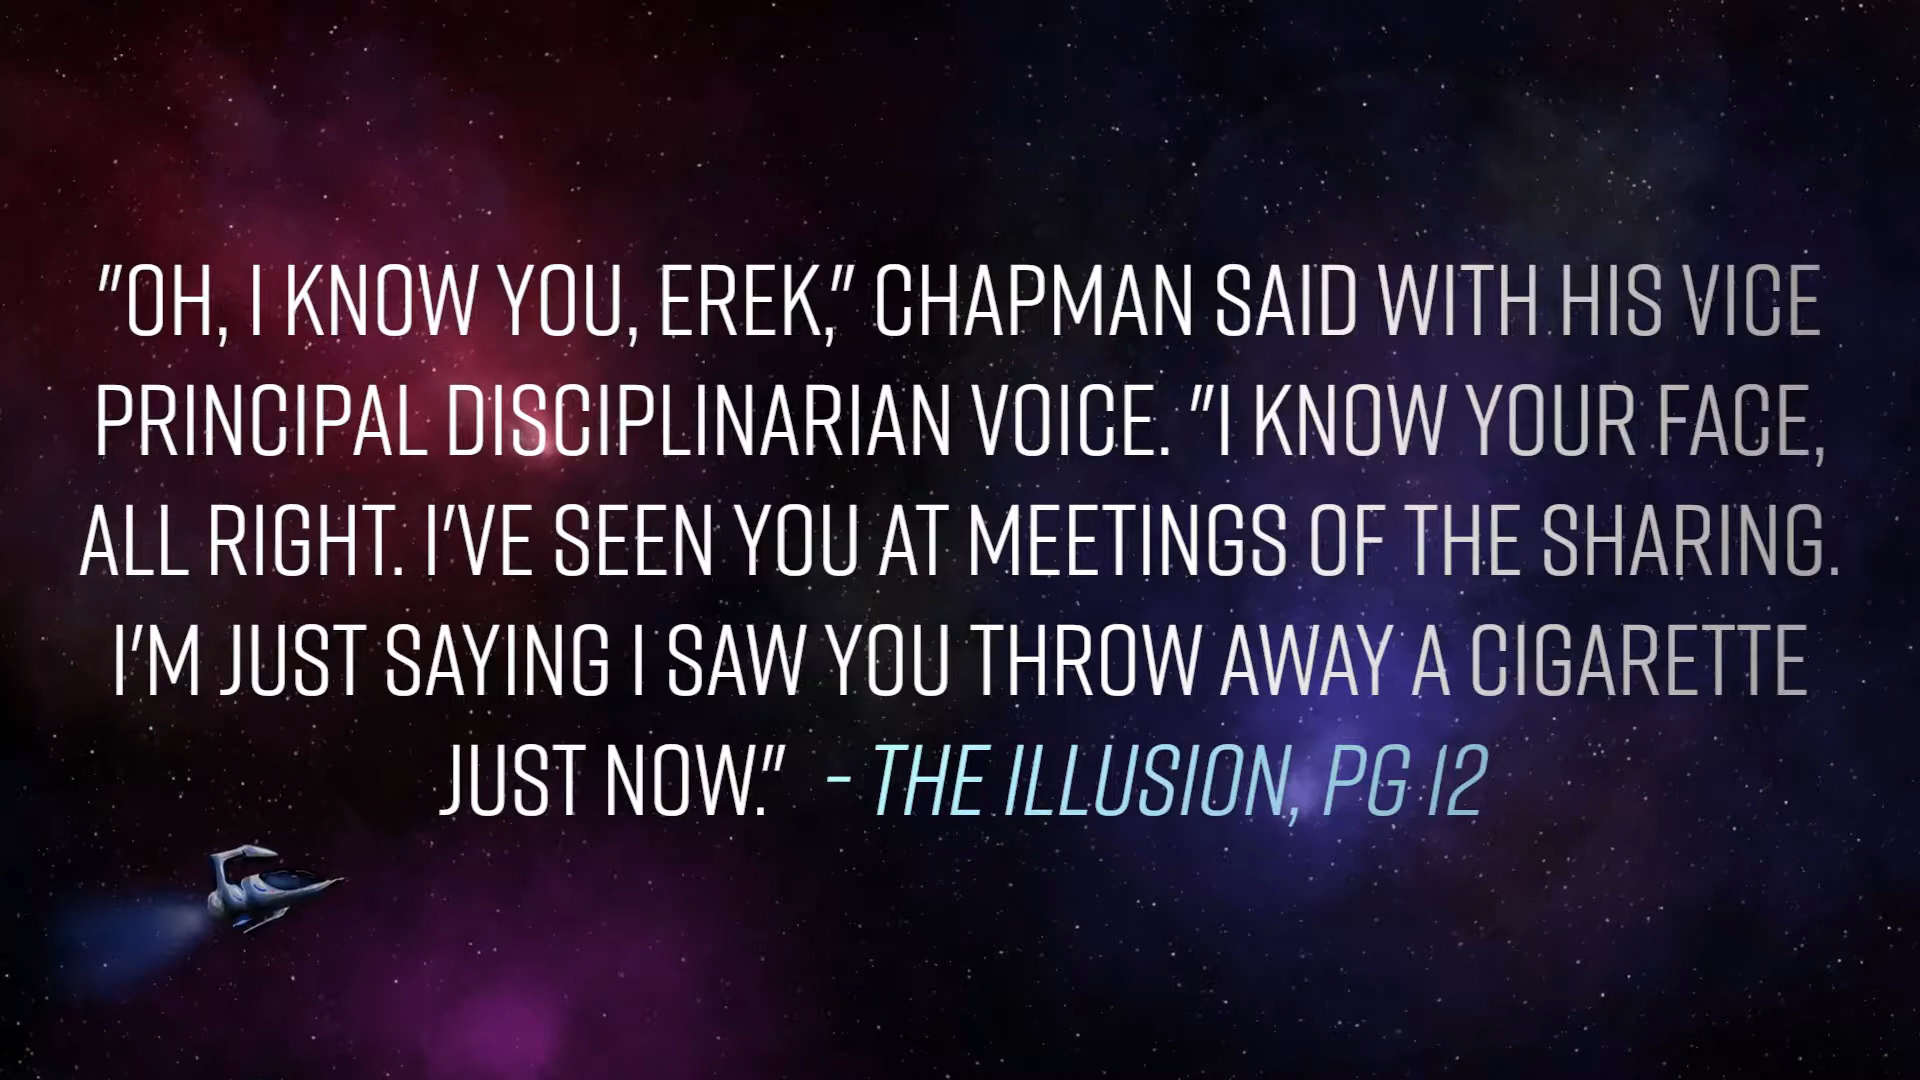 "OH, I KNOW YOU, EREK," CHAPMAN SAID WITH HIS VICE
PRINCIPAL DISCIPLINARIAN VOICE. "I KNOW YOUR FACE,
ALL RIGHT. I'VE SEEN YOU AT MEETINGS OF THE SHARING.
I'M JUST SAYING I SAW YOU THROW AWAY A CIGARETTE
JUST NOW." - THE ILLUSION, PG 12